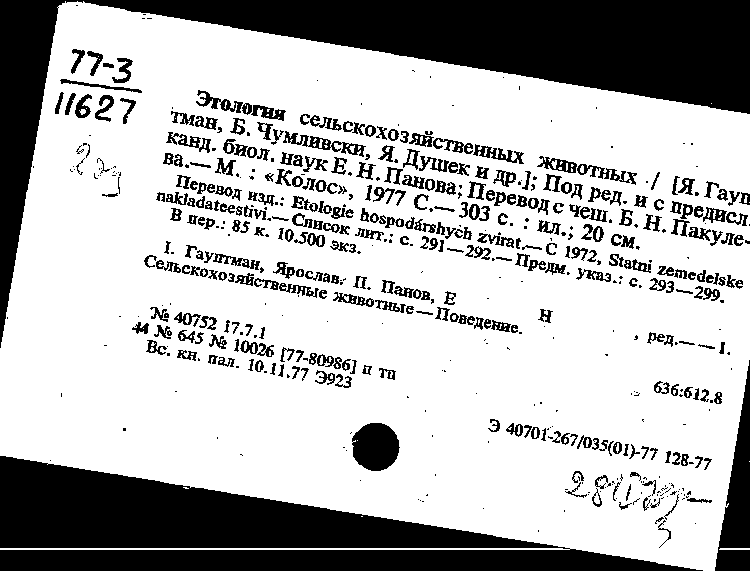 77-3
11627
2 эк
Этология сельскохозяйственных животных / [Я. Гауп-
тман, Б. Чумливски, Я. Душек и др.]; Под ред. и с предисл.
канд. биол. наук Е. Н. Панова; Перевод с чеш. Б. Н. Пакуле-
ва.— М. : «Колос», 1977 С.— 303 с. : ил.; 20 см.
Перевод изд.: Etologie hospodárshych zvirat.— С 1972, Statni zemedelske
nakladateestivi.— Список лит.: с. 291—292.— Предм. указ.: с. 293—299.
В пер.: 85 к. 10.500 экз.
I. Гауптман, Ярослав. П. Панов, Е Н , ред.— — 1.
Сельскохозяйственные животные — Поведение.
№ 40752 17.7.1
44 № 645 № 10026 [77-80986] п тп
Вс. кн. пал. 10.11.77 Э923
636:612.8
Э 40701-267/035(01)-77 128-77